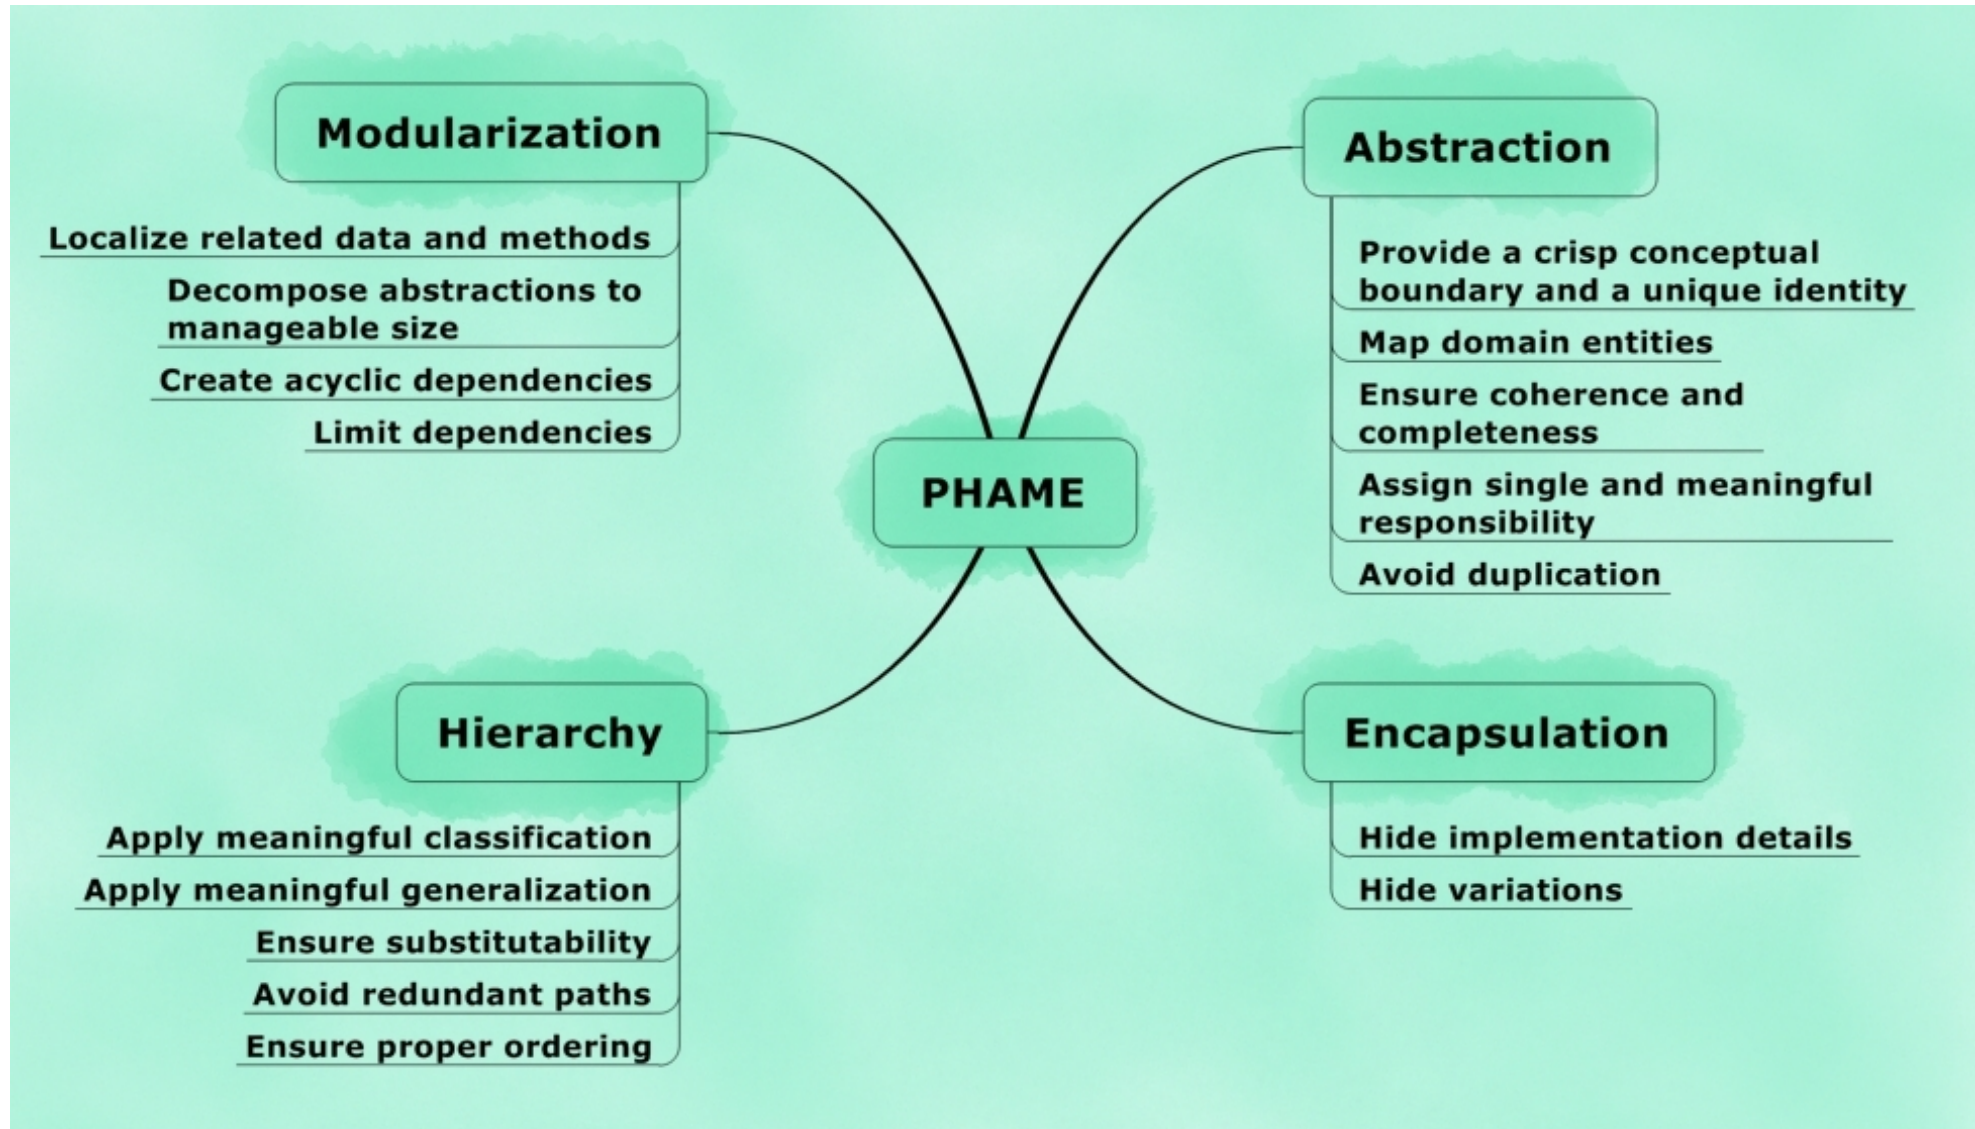 Modularization
Localize related data and methods
Decompose abstractions to
manageable size
Create acyclic dependencies
Limit dependencies
Abstraction
Provide a crisp conceptual
boundary and a unique identity
Map domain entities
Ensure coherence and
completeness
Assign single and meaningful
responsibility
Avoid duplication
PHAME
Hierarchy
Apply meaningful classification
Apply meaningful generalization
Ensure substitutability
Avoid redundant paths
Ensure proper ordering
Encapsulation
Hide implementation details
Hide variations